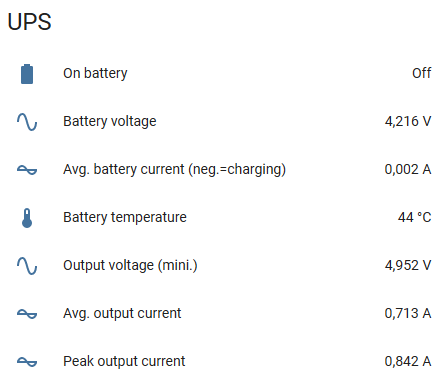 UPS
On battery Off
Battery voltage 4,216 V
Avg. battery current (neg.=charging) 0,002 A
Battery temperature 44 °C
Output voltage (mini.) 4,952 V
Avg. output current 0,713 A
Peak output current 0,842 A